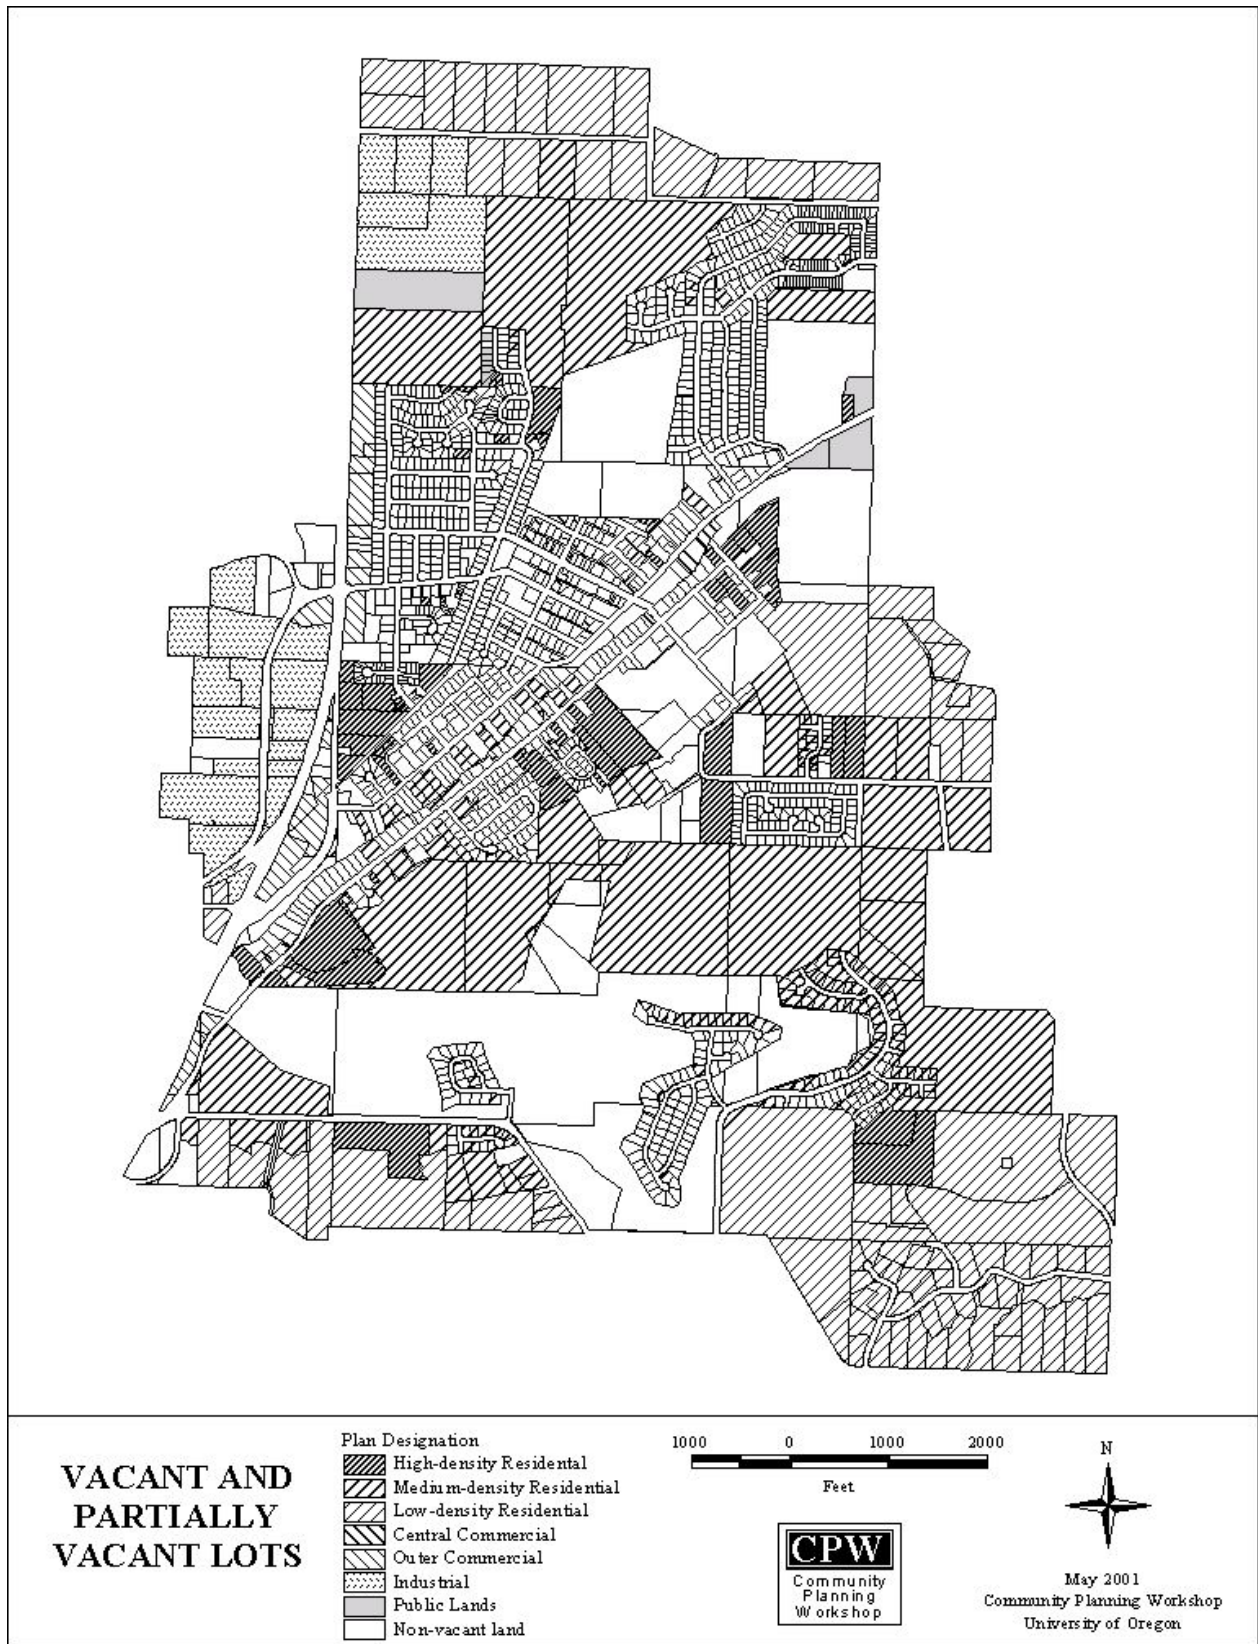 VACANT AND
PARTIALLY
VACANT LOTS
Plan Designation
High-density Residental
Medium-density Residential
Low-density Residential
Central Commercial
Outer Commercial
Industrial
Public Lands
Non-vacant land
1000 0 1000 2000
Feet
CPW
Community
Planning
Workshop
N
May 2001
Community Planning Workshop
University of Oregon